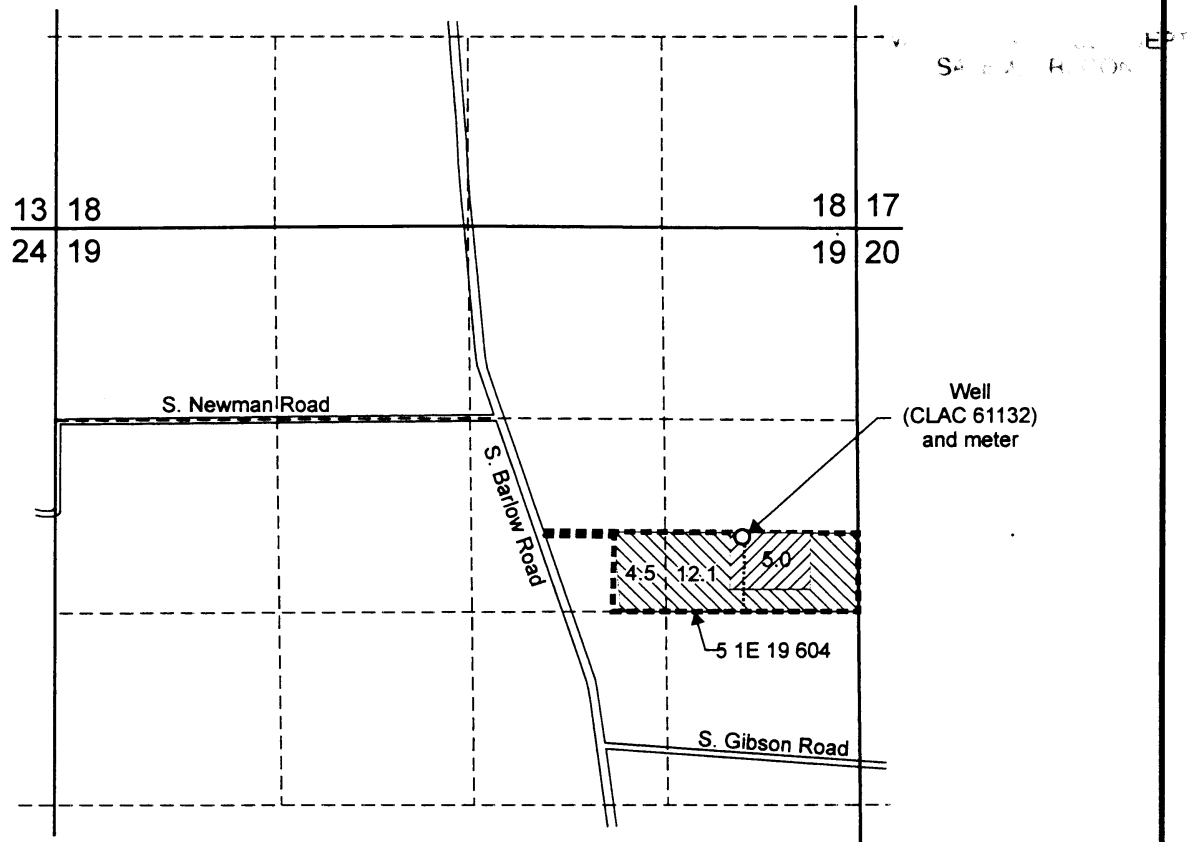 13 18
18 17
24 19
19 20
Well
(CLAC 61132)
and meter
S. Newman Road
S. Barlow Road
4.5
12.1
5.0
5 1E 19 604
S. Gibson Road